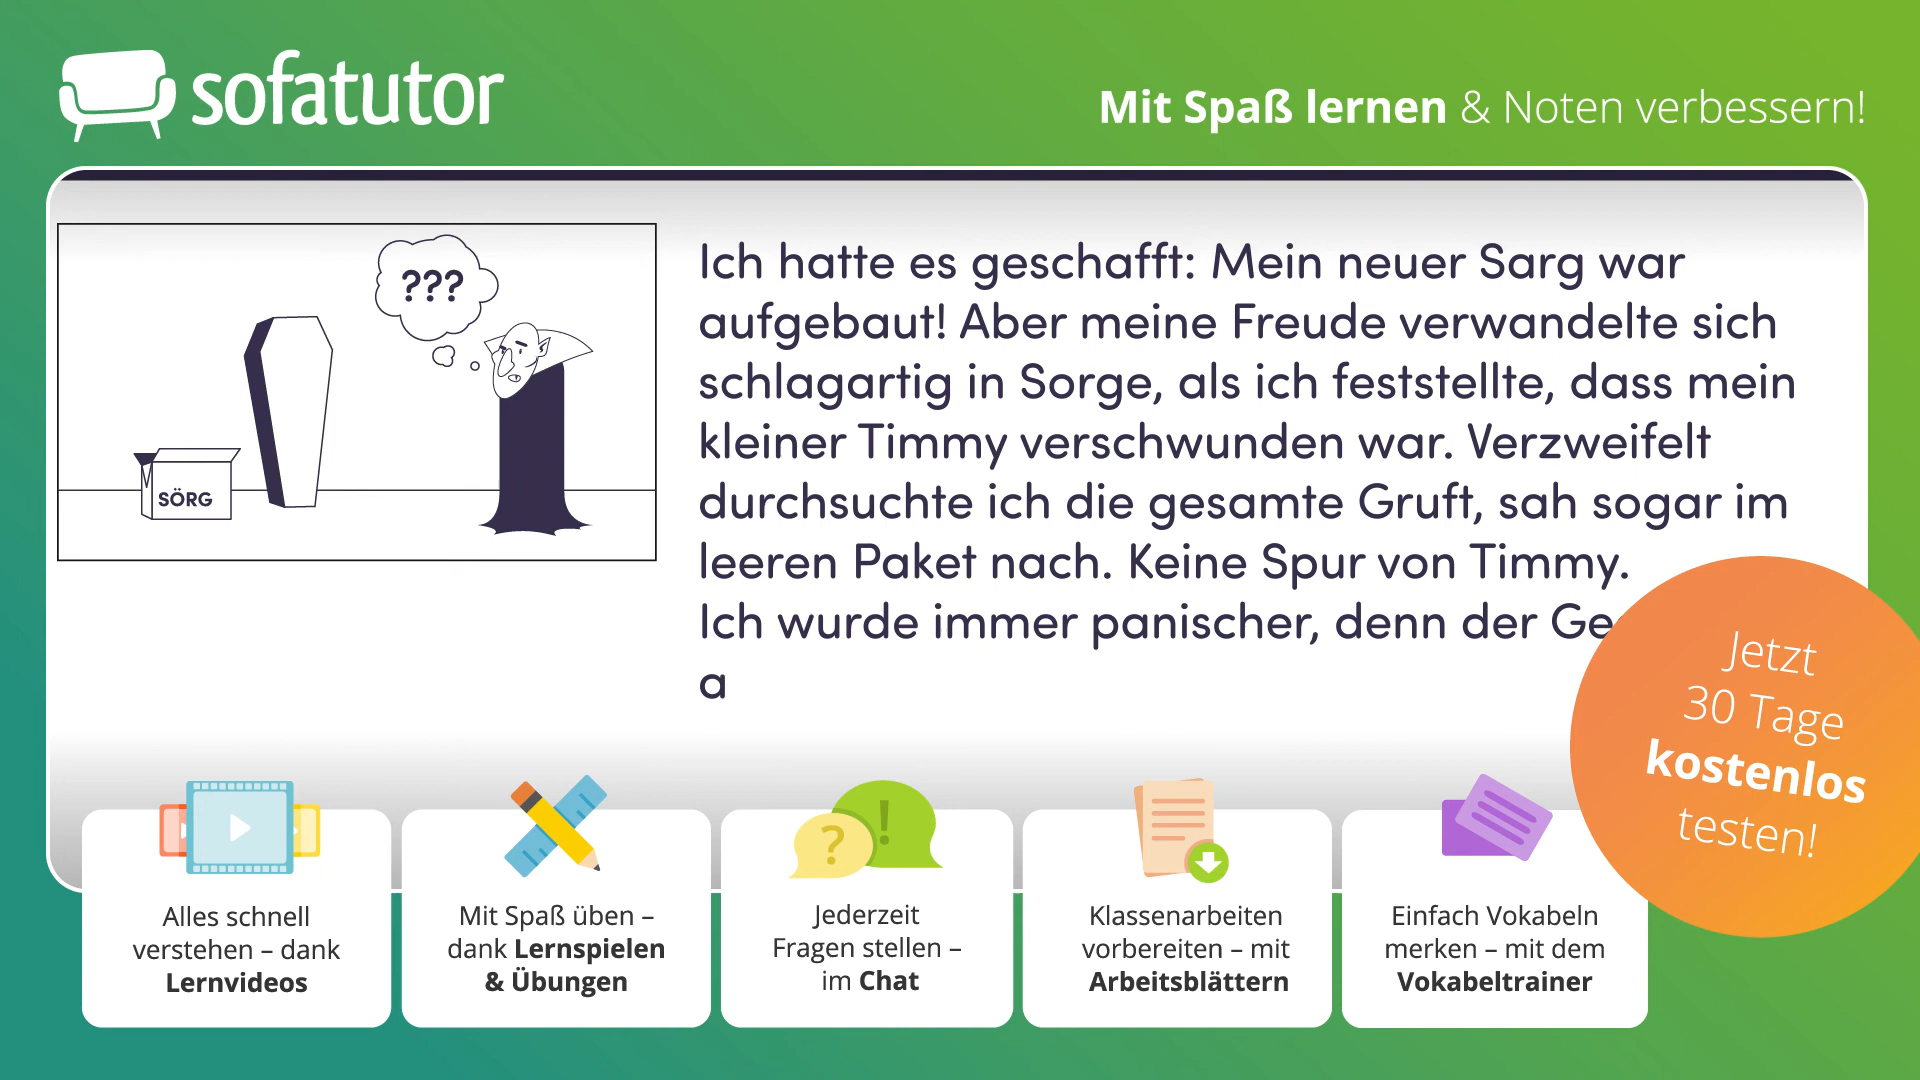 sofatutor
Mit Spaß lernen & Noten verbessern!
???
SÖRG
Ich hatte es geschafft: Mein neuer Sarg war
aufgebaut! Aber meine Freude verwandelte sich
schlagartig in Sorge, als ich feststellte, dass mein
kleiner Timmy verschwunden war. Verzweifelt
durchsuchte ich die gesamte Gruft, sah sogar im
leeren Paket nach. Keine Spur von Timmy.
Ich wurde immer panischer, denn der
a
Jetzt
30 Tage
kostenlos
testen!
Alles schnell
verstehen – dank
Lernvideos
Mit Spaß üben –
dank Lernspielen
& Übungen
?
!
Jederzeit
Fragen stellen –
im Chat
Klassenarbeiten
vorbereiten – mit
Arbeitsblättern
Einfach Vokabeln
merken – mit dem
Vokabeltrainer